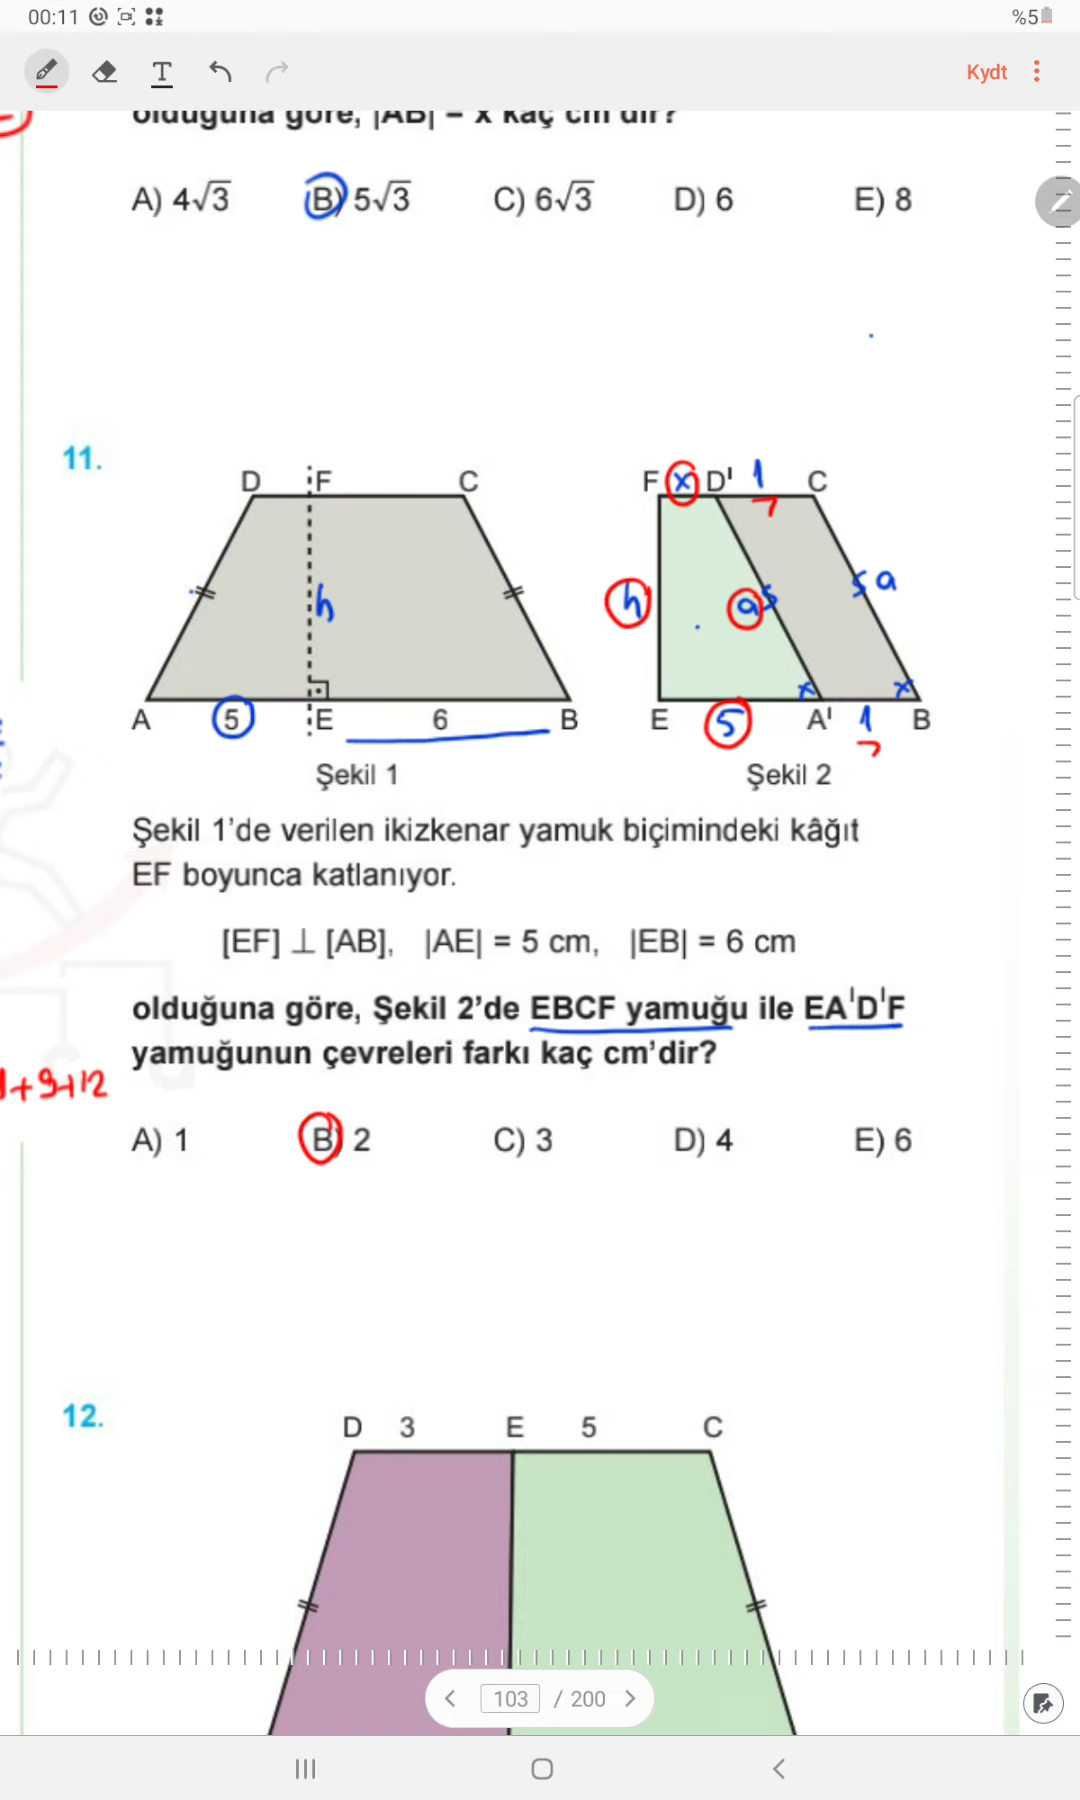 00:11
%5
T
Kydt
olduğuna göre, |AB| = x kaç cm dir?
A) 4√3 B) 5√3 C) 6√3 D) 6 E) 8
11.
D F C F x D' 1 C
h h a a
A 5 E 6 B E 5 A' 1 B
Şekil 1 Şekil 2
Şekil 1'de verilen ikizkenar yamuk biçimindeki kâğıt
EF boyunca katlanıyor.
[EF] ⊥ [AB], |AE| = 5 cm, |EB| = 6 cm
olduğuna göre, Şekil 2'de EBCF yamuğu ile EA'D'F
yamuğunun çevreleri farkı kaç cm'dir?
+9+12
A) 1 B) 2 C) 3 D) 4 E) 6
12.
D 3 E 5 C
103 / 200